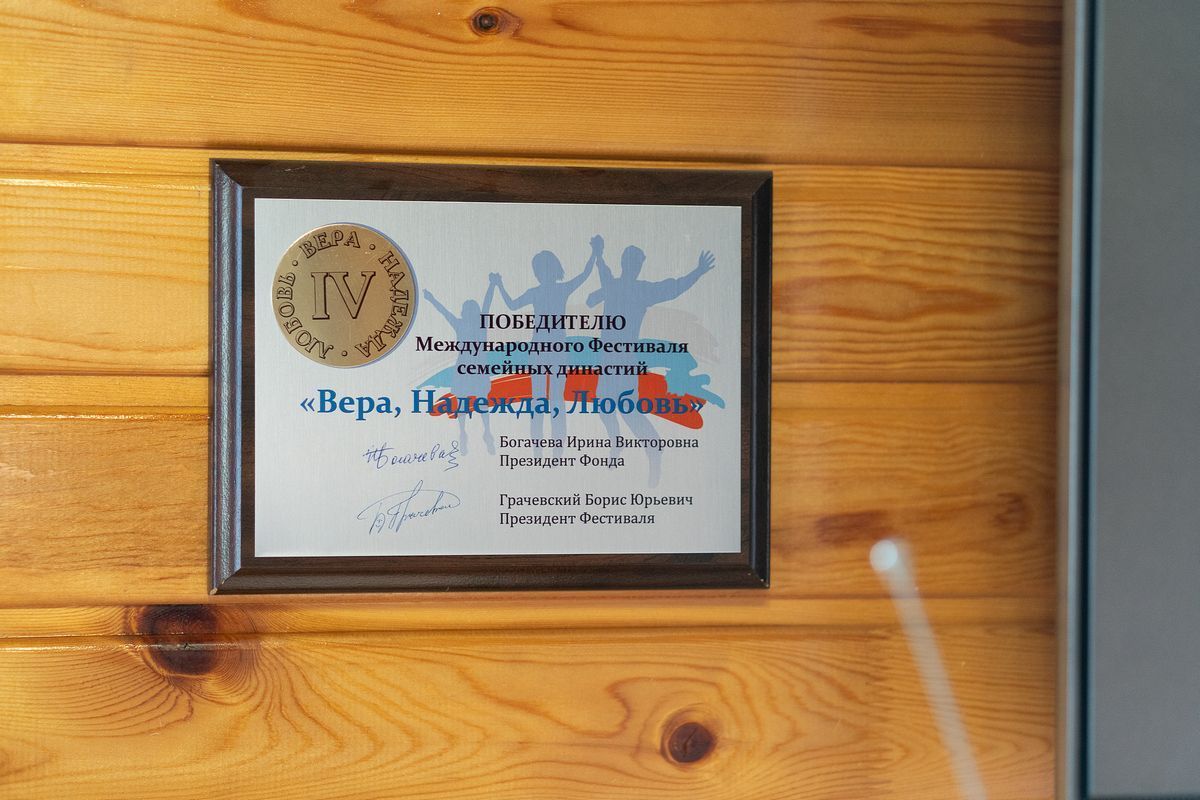 ВЕРА · НАДЕЖДА · ЛЮБОВЬ ·
IV
ПОБЕДИТЕЛЮ
Международного Фестиваля
семейных династий
«Вера, Надежда, Любовь»
Богачева Ирина Викторовна
Президент Фонда
Грачевский Борис Юрьевич
Президент Фестиваля